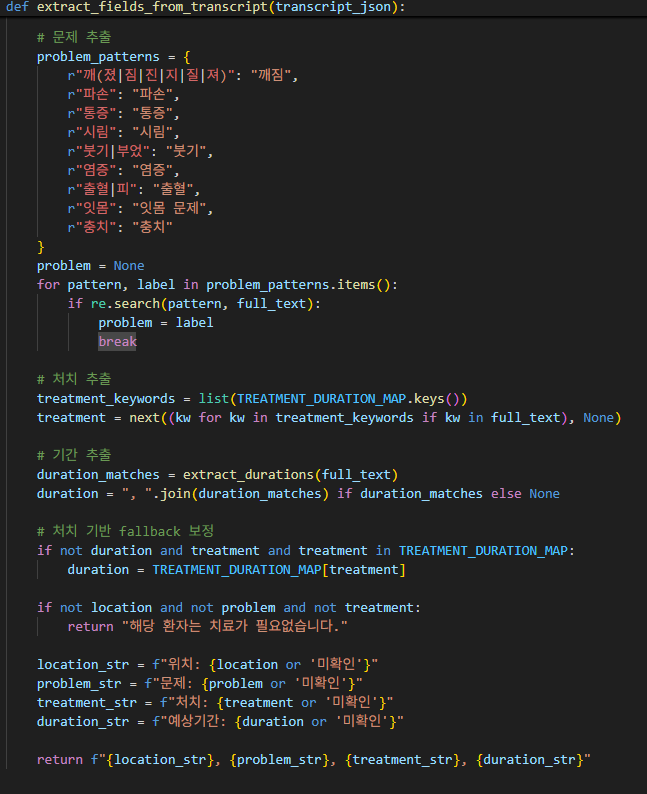 def extract_fields_from_transcript(transcript_json):
# 문제 추출
problem_patterns = {
r"깨(졌|짐|진|지|질|져)": "깨짐",
r"파손": "파손",
r"통증": "통증",
r"시림": "시림",
r"붓기|부었": "붓기",
r"염증": "염증",
r"출혈|피": "출혈",
r"잇몸": "잇몸 문제",
r"충치": "충치"
}
problem = None
for pattern, label in problem_patterns.items():
if re.search(pattern, full_text):
problem = label
break
# 처치 추출
treatment_keywords = list(TREATMENT_DURATION_MAP.keys())
treatment = next((kw for kw in treatment_keywords if kw in full_text), None)
# 기간 추출
duration_matches = extract_durations(full_text)
duration = ", ".join(duration_matches) if duration_matches else None
# 처치 기반 fallback 보정
if not duration and treatment and treatment in TREATMENT_DURATION_MAP:
duration = TREATMENT_DURATION_MAP[treatment]
if not location and not problem and not treatment:
return "해당 환자는 치료가 필요없습니다."
location_str = f"위치: {location or '미확인'}"
problem_str = f"문제: {problem or '미확인'}"
treatment_str = f"처치: {treatment or '미확인'}"
duration_str = f"예상기간: {duration or '미확인'}"
return f"{location_str}, {problem_str}, {treatment_str}, {duration_str}"